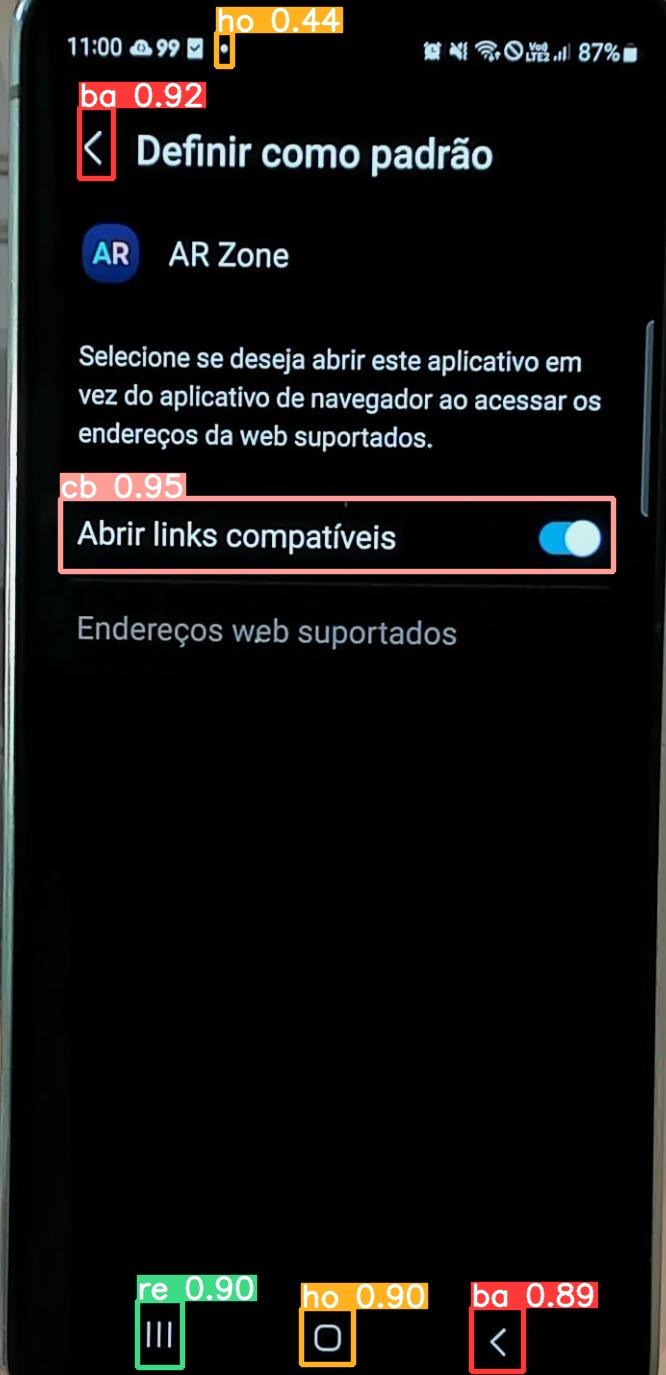 ho 0.44
11:00 99 87%
ba 0.92
Definir como padrão
AR AR Zone
Selecione se deseja abrir este aplicativo em
vez do aplicativo de navegador ao acessar os
endereços da web suportados.
cb 0.95
Abrir links compatíveis
Endereços web suportados
re 0.90
ho 0.90
ba 0.89